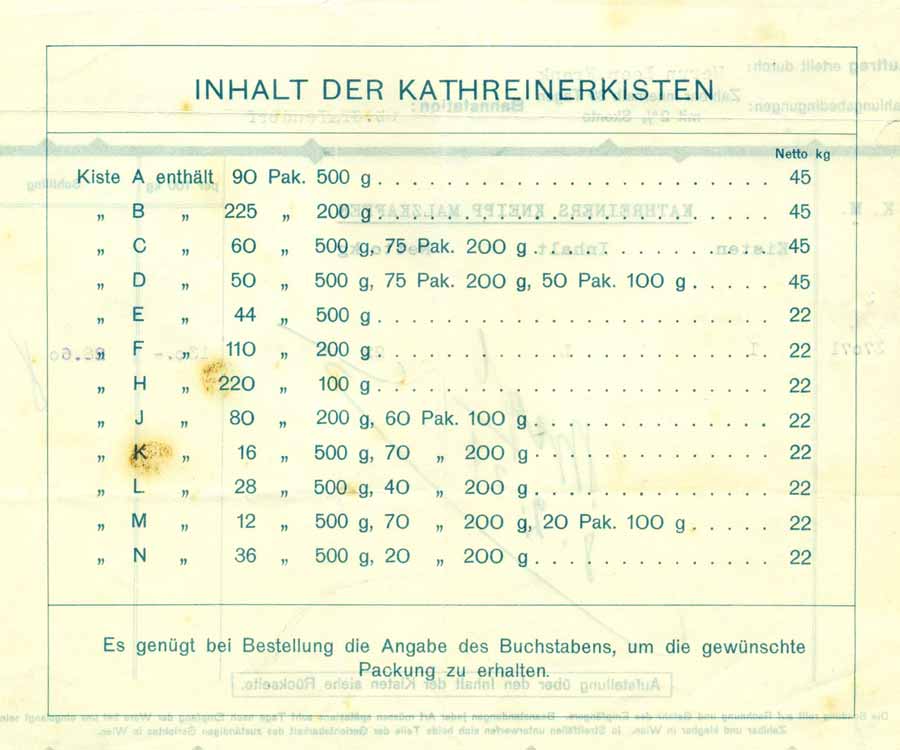 INHALT DER KATHREINERKISTEN
Netto kg
Kiste A enthält 90 Pak. 500 g . . . . . . . . . . . . . . . . . . . . . . 45
„ B „ 225 „ 200 g . . . . . . . . . . . . . . . . . . . . . . 45
„ C „ 60 „ 500 g, 75 Pak. 200 g . . . . . . . . . . . . . 45
„ D „ 50 „ 500 g, 75 Pak. 200 g, 50 Pak. 100 g . . . . . 45
„ E „ 44 „ 500 g . . . . . . . . . . . . . . . . . . . . . . 22
„ F „ 110 „ 200 g . . . . . . . . . . . . . . . . . . . . . . 22
„ H „ 220 „ 100 g . . . . . . . . . . . . . . . . . . . . . . 22
„ J „ 80 „ 200 g, 60 Pak. 100 g . . . . . . . . . . . . . 22
„ K „ 16 „ 500 g, 70 „ 200 g . . . . . . . . . . . . . 22
„ L „ 28 „ 500 g, 40 „ 200 g . . . . . . . . . . . . . 22
„ M „ 12 „ 500 g, 70 „ 200 g, 20 Pak. 100 g . . . . . 22
„ N „ 36 „ 500 g, 20 „ 200 g . . . . . . . . . . . . . 22
Es genügt bei Bestellung die Angabe des Buchstabens, um die gewünschte
Packung zu erhalten.